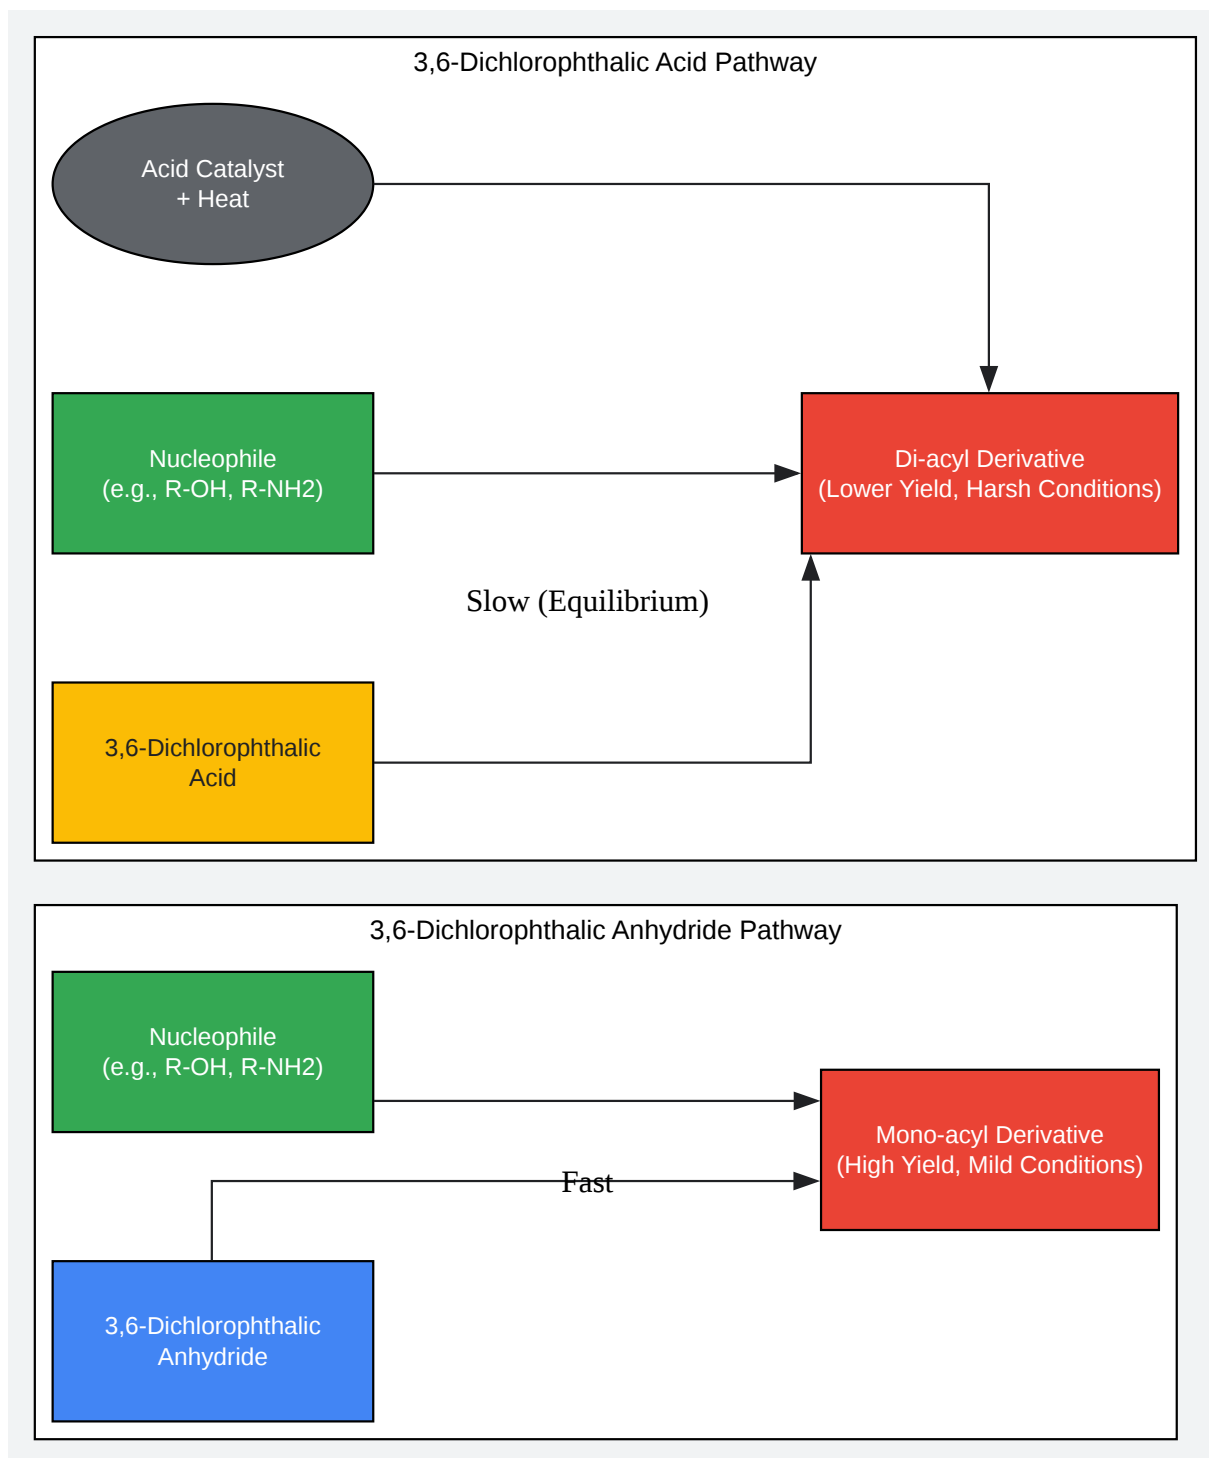 3,6-Dichlorophthalic Acid Pathway
Acid Catalyst
+ Heat
Nucleophile
(e.g., R-OH, R-NH2)
Di-acyl Derivative
(Lower Yield, Harsh Conditions)
Slow (Equilibrium)
3,6-Dichlorophthalic
Acid
3,6-Dichlorophthalic Anhydride Pathway
Nucleophile
(e.g., R-OH, R-NH2)
Mono-acyl Derivative
(High Yield, Mild Conditions)
Fast
3,6-Dichlorophthalic
Anhydride